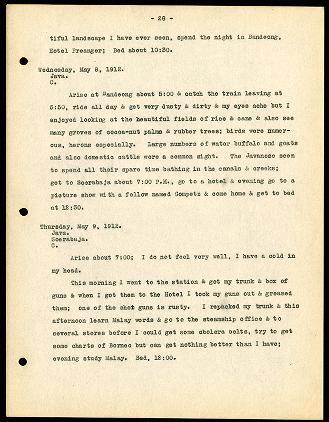 - 28 -
tiful landscape I have ever seen, spend the night in Bandeong,
Hotel Preanger; Bed about 10:30.
Wednesday, May 8, 1912.
Java.
C.
Arise at Bandeong about 5:00 & catch the train leaving at
5:50, ride all day & get very dusty & dirty & my eyes ache but I
enjoyed looking at the beautiful fields of rice & cane & also see
many groves of cocoa-nut palms & rubber trees; birds were numer-
ous, herons especially. Large numbers of water buffalo and goats
and also domestic cattle were a common sight. The Javanese seem
to spend all their spare time bathing in the canals & creeks;
get to Soerabaja about 7:00 P.M., go to a hotel & evening go to a
picture show with a fellow named Compets & come home & get to bed
at 12:30.
Thursday, May 9, 1912.
Java.
Soerabaja.
C.
Arise about 7:00; I do not feel very well, I have a cold in
my head.
This morning I went to the station & got my trunk & box of
guns & when I got them to the Hotel I took my guns out & greased
them; one of the shot guns is rusty. I repacked my trunk & this
afternoon learn Malay words & go to the steamship office & to
several stores before I could get some cholera belts, try to get
some charts of Borneo but can get nothing better than I have;
evening study Malay. Bed, 12:00.